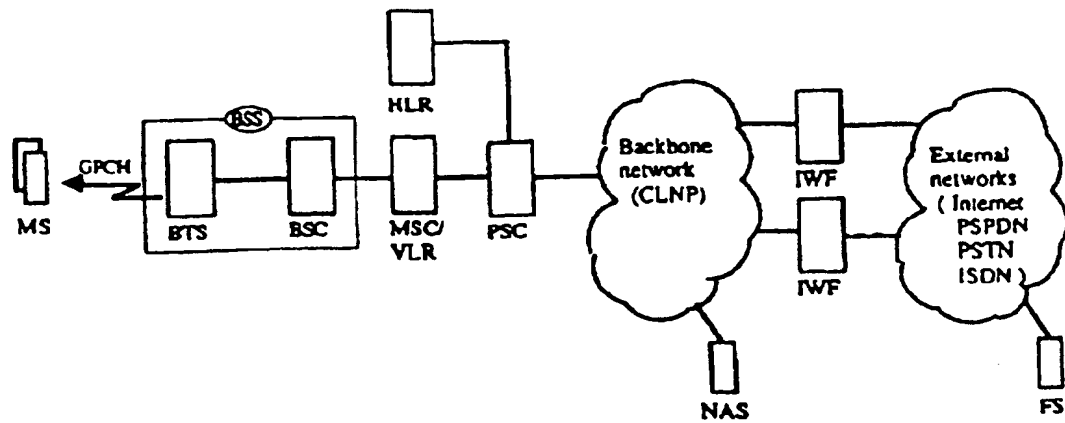 HLR
BSS
GPCH
MS
BTS
BSC
MSC/
VLR
PSC
Backbone
network
(CLNP)
IWF
IWF
External
networks
( Internet
PSPDN
PSTN
ISDN )
NAS
FS